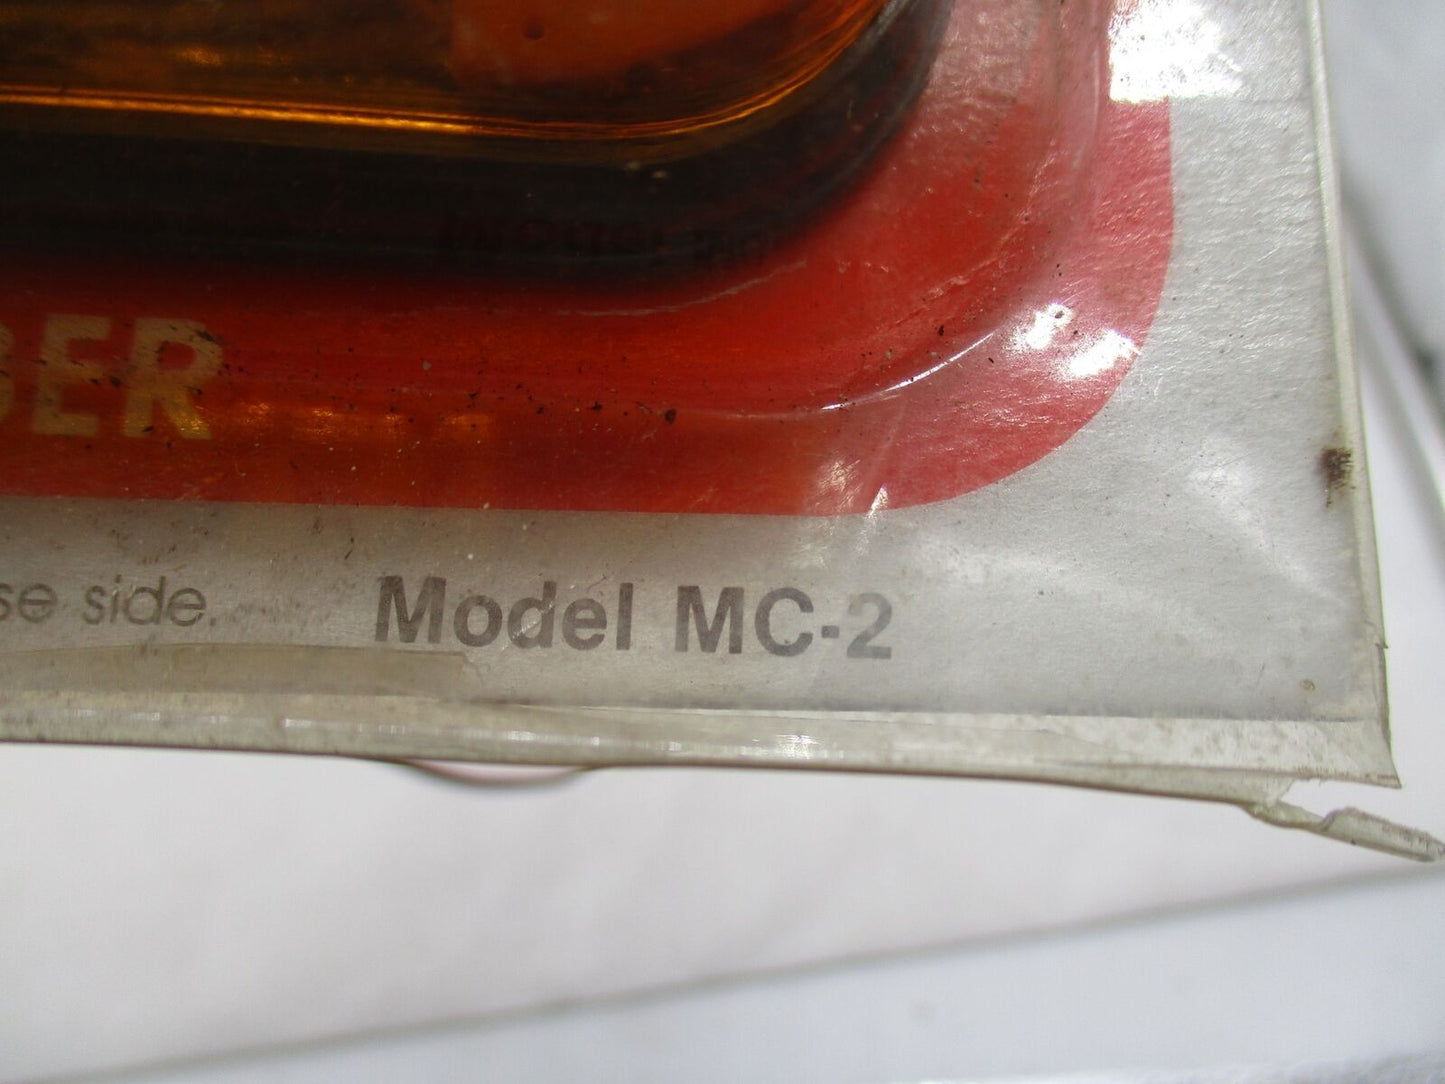 BER
se side. Model MC-2